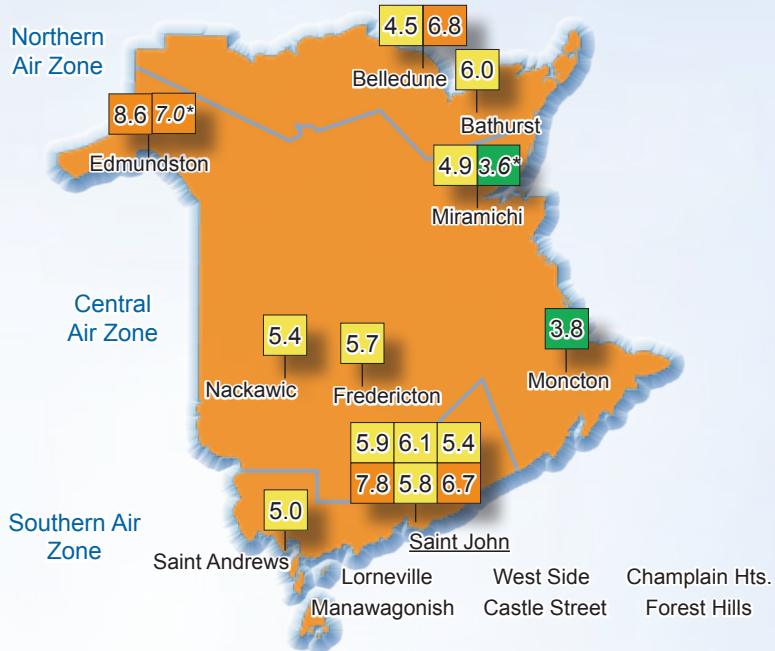 Northern
Air Zone
4.5 6.8
Belledune
6.0
Bathurst
8.6 7.0*
Edmundston
4.9 3.6*
Miramichi
Central
Air Zone
5.4
Nackawic
5.7
Fredericton
3.8
Moncton
5.9 6.1 5.4
7.8 5.8 6.7
Saint John
Southern Air
Zone
5.0
Saint Andrews
Lorneville West Side Champlain Hts.
Manawagonish Castle Street Forest Hills